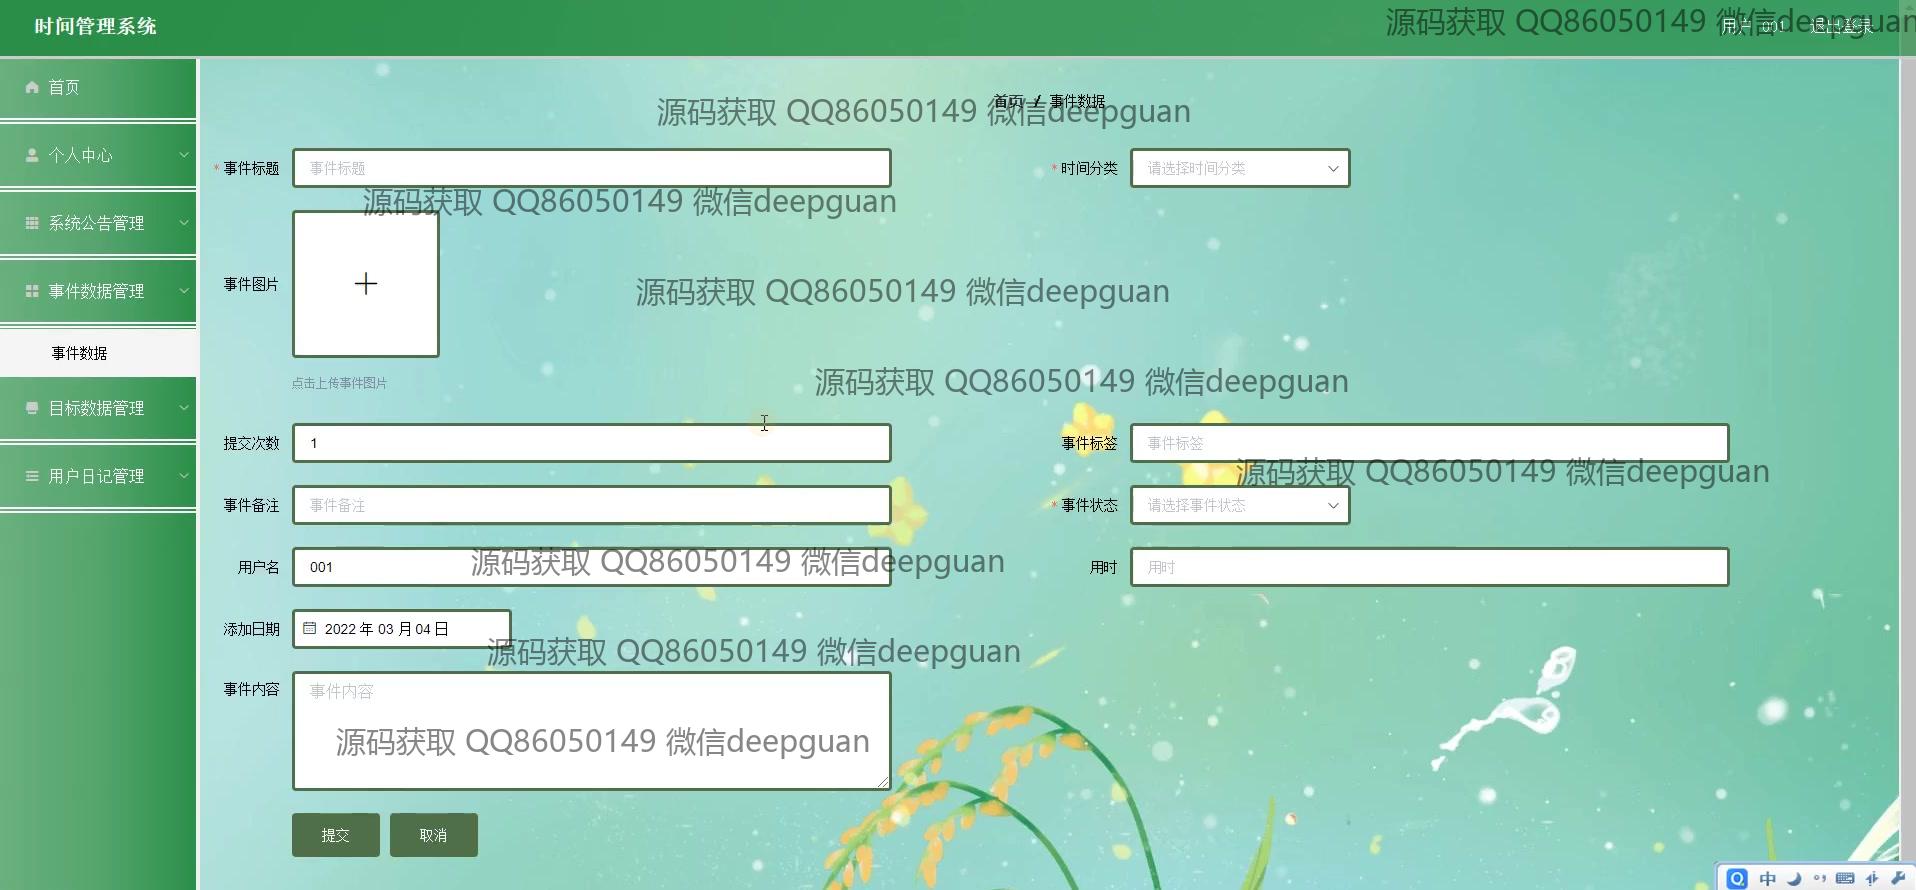 时间管理系统
源码获取 QQ86050149 微信deepguan
用户 001 退出登录
首页
个人中心
系统公告管理
事件数据管理
事件数据
目标数据管理
用户日记管理
首页 / 事件数据
源码获取 QQ86050149 微信deepguan
* 事件标题 事件标题
* 时间分类 请选择时间分类
源码获取 QQ86050149 微信deepguan
事件图片
源码获取 QQ86050149 微信deepguan
点击上传事件图片
源码获取 QQ86050149 微信deepguan
提交次数 1
事件标签 事件标签
源码获取 QQ86050149 微信deepguan
事件备注 事件备注
* 事件状态 请选择事件状态
用户名 001
源码获取 QQ86050149 微信deepguan
用时 用时
添加日期 2022 年 03 月 04 日
源码获取 QQ86050149 微信deepguan
事件内容 事件内容
源码获取 QQ86050149 微信deepguan
提交 取消
中